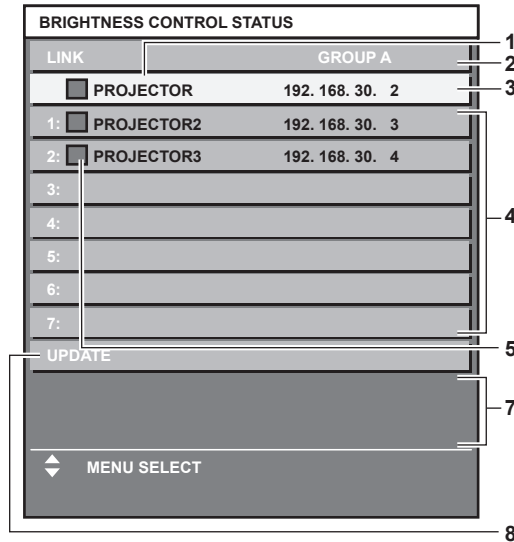 BRIGHTNESS CONTROL STATUS
LINK GROUP A
PROJECTOR 192. 168. 30. 2
1: PROJECTOR2 192. 168. 30. 3
2: PROJECTOR3 192. 168. 30. 4
3:
4:
5:
6:
7:
UPDATE
MENU SELECT
1
2
3
4
5
7
8